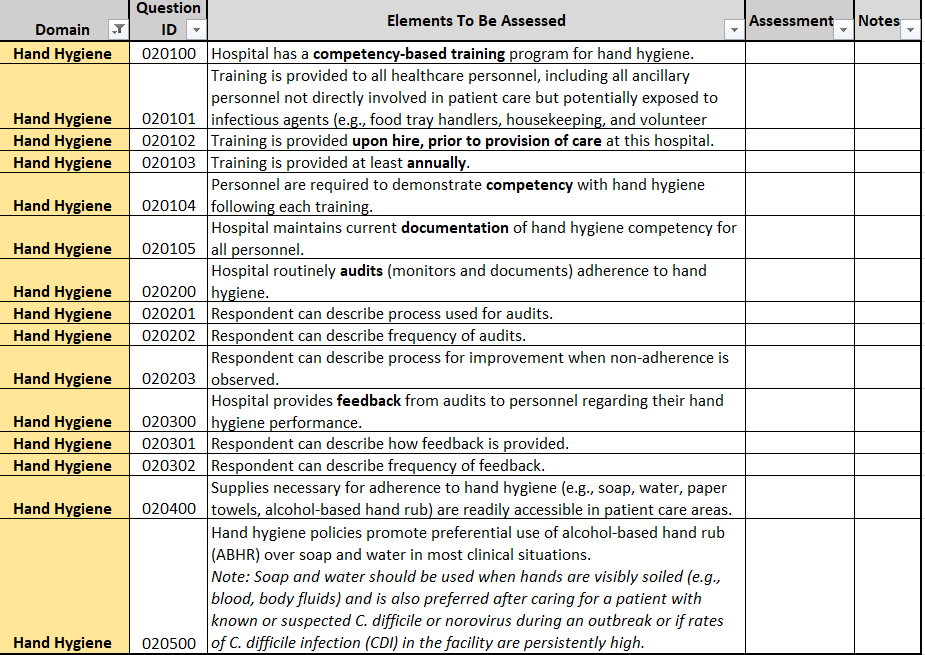 Question
Domain ID Elements To Be Assessed Assessment Notes
Hand Hygiene 020100 Hospital has a competency-based training program for hand hygiene.
Training is provided to all healthcare personnel, including all ancillary
personnel not directly involved in patient care but potentially exposed to
Hand Hygiene 020101 infectious agents (e.g., food tray handlers, housekeeping, and volunteer
Hand Hygiene 020102 Training is provided upon hire, prior to provision of care at this hospital.
Hand Hygiene 020103 Training is provided at least annually.
Personnel are required to demonstrate competency with hand hygiene
Hand Hygiene 020104 following each training.
Hospital maintains current documentation of hand hygiene competency for
Hand Hygiene 020105 all personnel.
Hospital routinely audits (monitors and documents) adherence to hand
Hand Hygiene 020200 hygiene.
Hand Hygiene 020201 Respondent can describe process used for audits.
Hand Hygiene 020202 Respondent can describe frequency of audits.
Respondent can describe process for improvement when non-adherence is
Hand Hygiene 020203 observed.
Hospital provides feedback from audits to personnel regarding their hand
Hand Hygiene 020300 hygiene performance.
Hand Hygiene 020301 Respondent can describe how feedback is provided.
Hand Hygiene 020302 Respondent can describe frequency of feedback.
Supplies necessary for adherence to hand hygiene (e.g., soap, water, paper
Hand Hygiene 020400 towels, alcohol-based hand rub) are readily accessible in patient care areas.
Hand hygiene policies promote preferential use of alcohol-based hand rub
(ABHR) over soap and water in most clinical situations.
Note: Soap and water should be used when hands are visibly soiled (e.g.,
blood, body fluids) and is also preferred after caring for a patient with
known or suspected C. difficile or norovirus during an outbreak or if rates
Hand Hygiene 020500 of C. difficile infection (CDI) in the facility are persistently high.